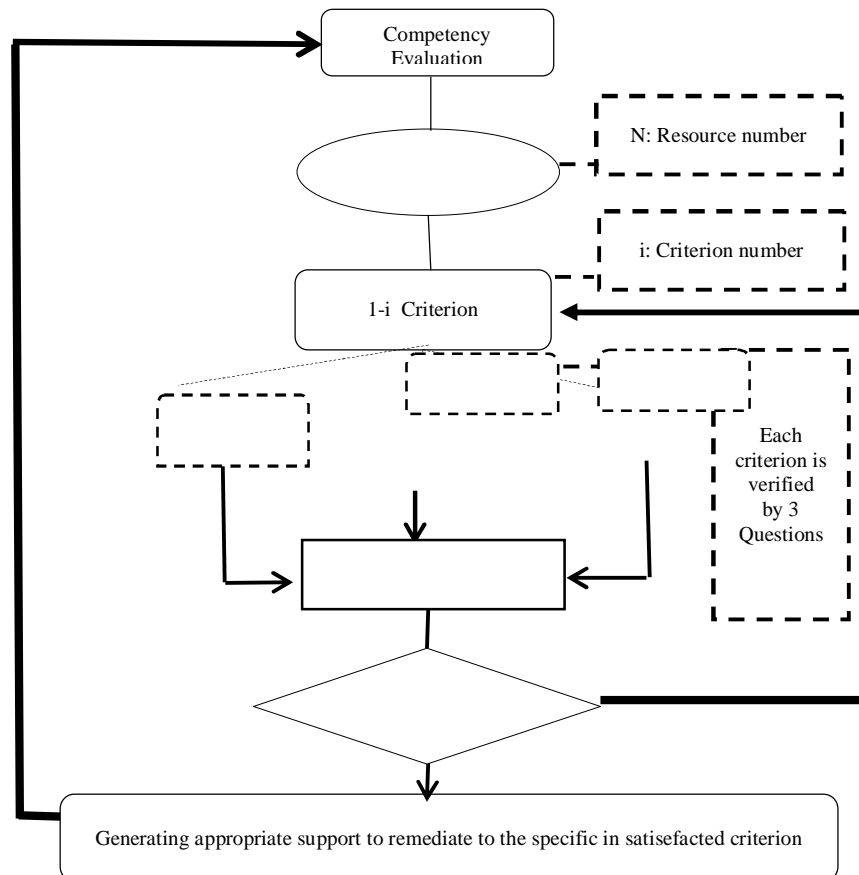 Competency
Evaluation
N: Resource number
i: Criterion number
1-i Criterion
Each
criterion is
verified
by 3
Questions
Generating appropriate support to remediate to the specific in satisefacted criterion